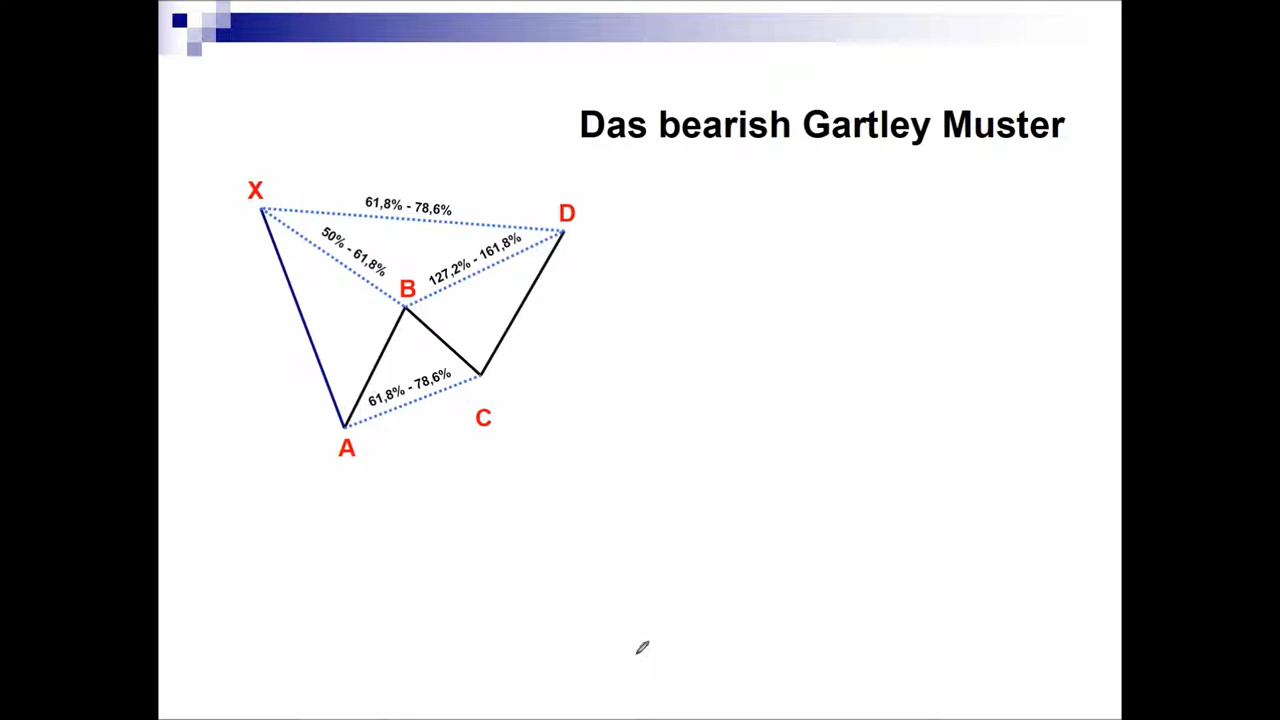 Das bearish Gartley Muster
X
61,8% - 78,6%
D
50% - 61,8%
127,2% - 161,8%
B
61,8% - 78,6%
C
A